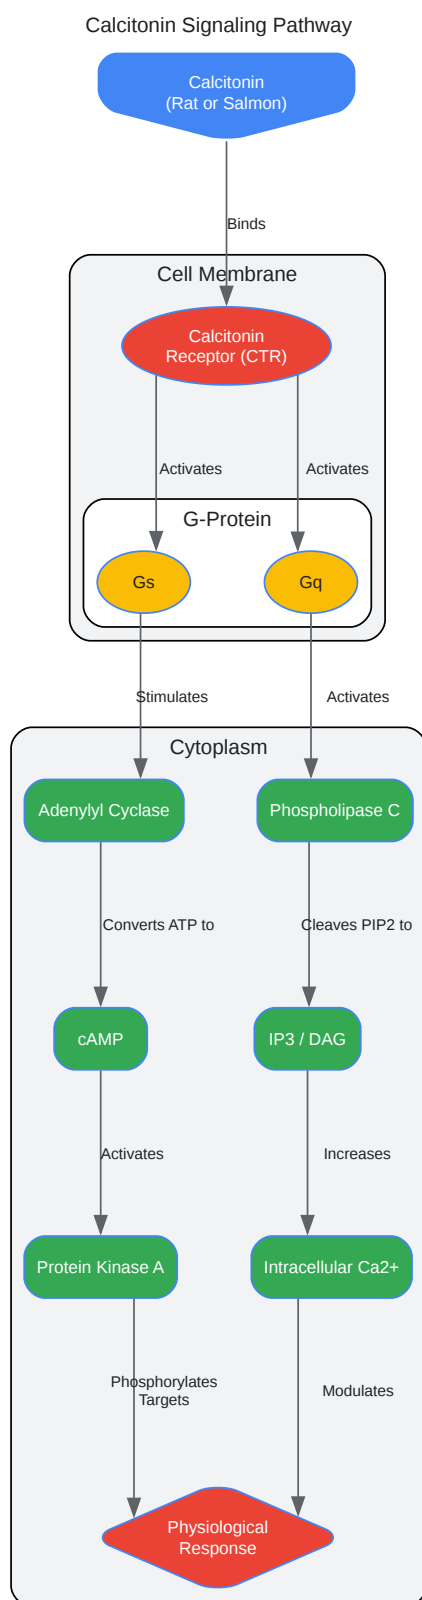 Calcitonin Signaling Pathway
Calcitonin
(Rat or Salmon)
Binds
Cell Membrane
Calcitonin
Receptor (CTR)
Activates
Activates
G-Protein
Gs
Gq
Stimulates
Activates
Cytoplasm
Adenylyl Cyclase
Phospholipase C
Converts ATP to
Cleaves PIP2 to
cAMP
IP3 / DAG
Activates
Increases
Protein Kinase A
Intracellular Ca2+
Phosphorylates
Targets
Modulates
Physiological
Response